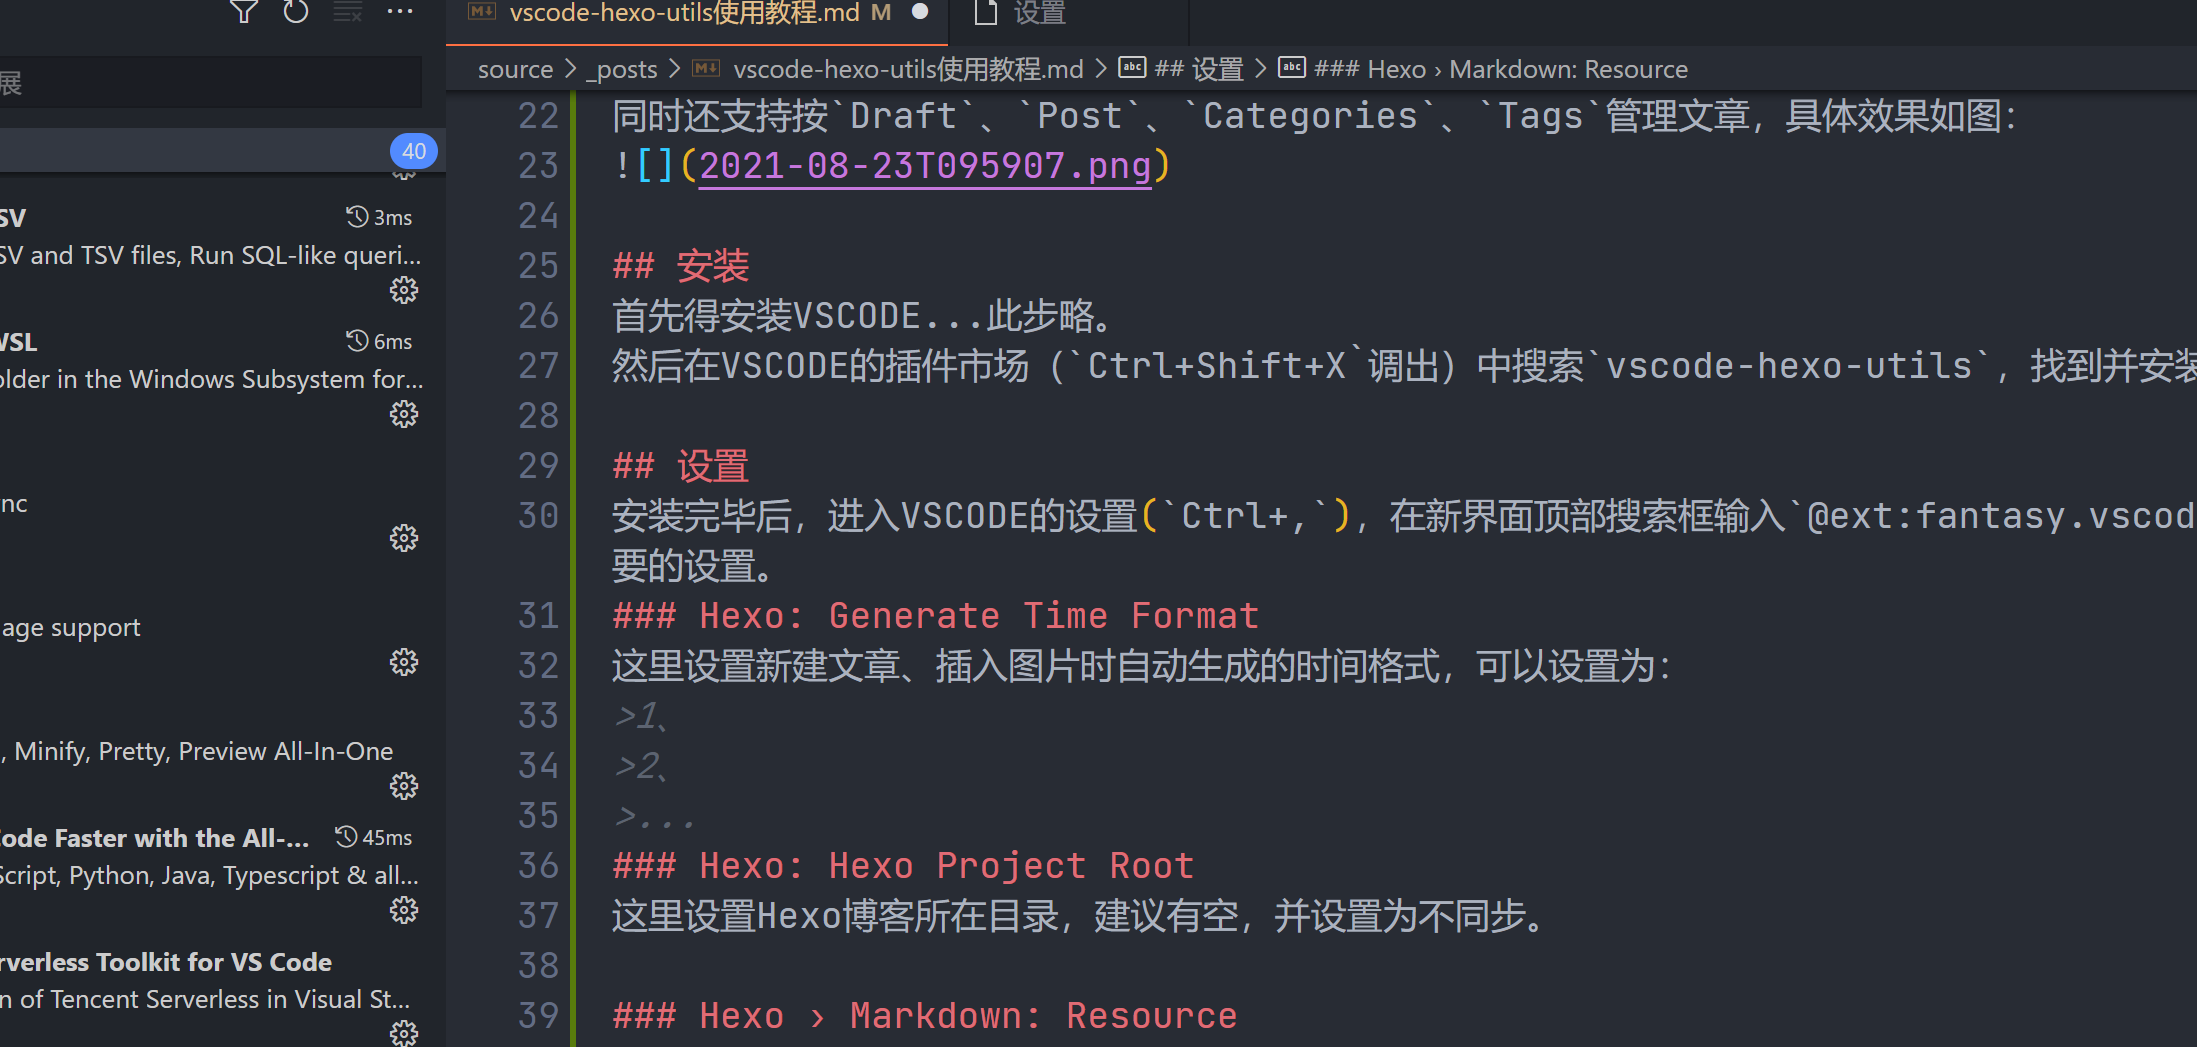 vscode-hexo-utils使用教程.md M
设置
source > _posts > vscode-hexo-utils使用教程.md > ## 设置 > ### Hexo › Markdown: Resource
展
40
SV 3ms
SV and TSV files, Run SQL-like queri...
WSL 6ms
older in the Windows Subsystem for...
nc
age support
, Minify, Pretty, Preview All-In-One
Code Faster with the All-... 45ms
Script, Python, Java, Typescript & all...
rverless Toolkit for VS Code
n of Tencent Serverless in Visual St...
22 同时还支持按`Draft`、`Post`、`Categories`、`Tags`管理文章，具体效果如图：
23 ![](2021-08-23T095907.png)
24
25 ## 安装
26 首先得安装VSCODE...此步略。
27 然后在VSCODE的插件市场（`Ctrl+Shift+X`调出）中搜索`vscode-hexo-utils`，找到并安装
28
29 ## 设置
30 安装完毕后，进入VSCODE的设置(`Ctrl+,`)，在新界面顶部搜索框输入`@ext:fantasy.vscod
要的设置。
31 ### Hexo: Generate Time Format
32 这里设置新建文章、插入图片时自动生成的时间格式，可以设置为：
33 >1、
34 >2、
35 >...
36 ### Hexo: Hexo Project Root
37 这里设置Hexo博客所在目录，建议有空，并设置为不同步。
38
39 ### Hexo › Markdown: Resource